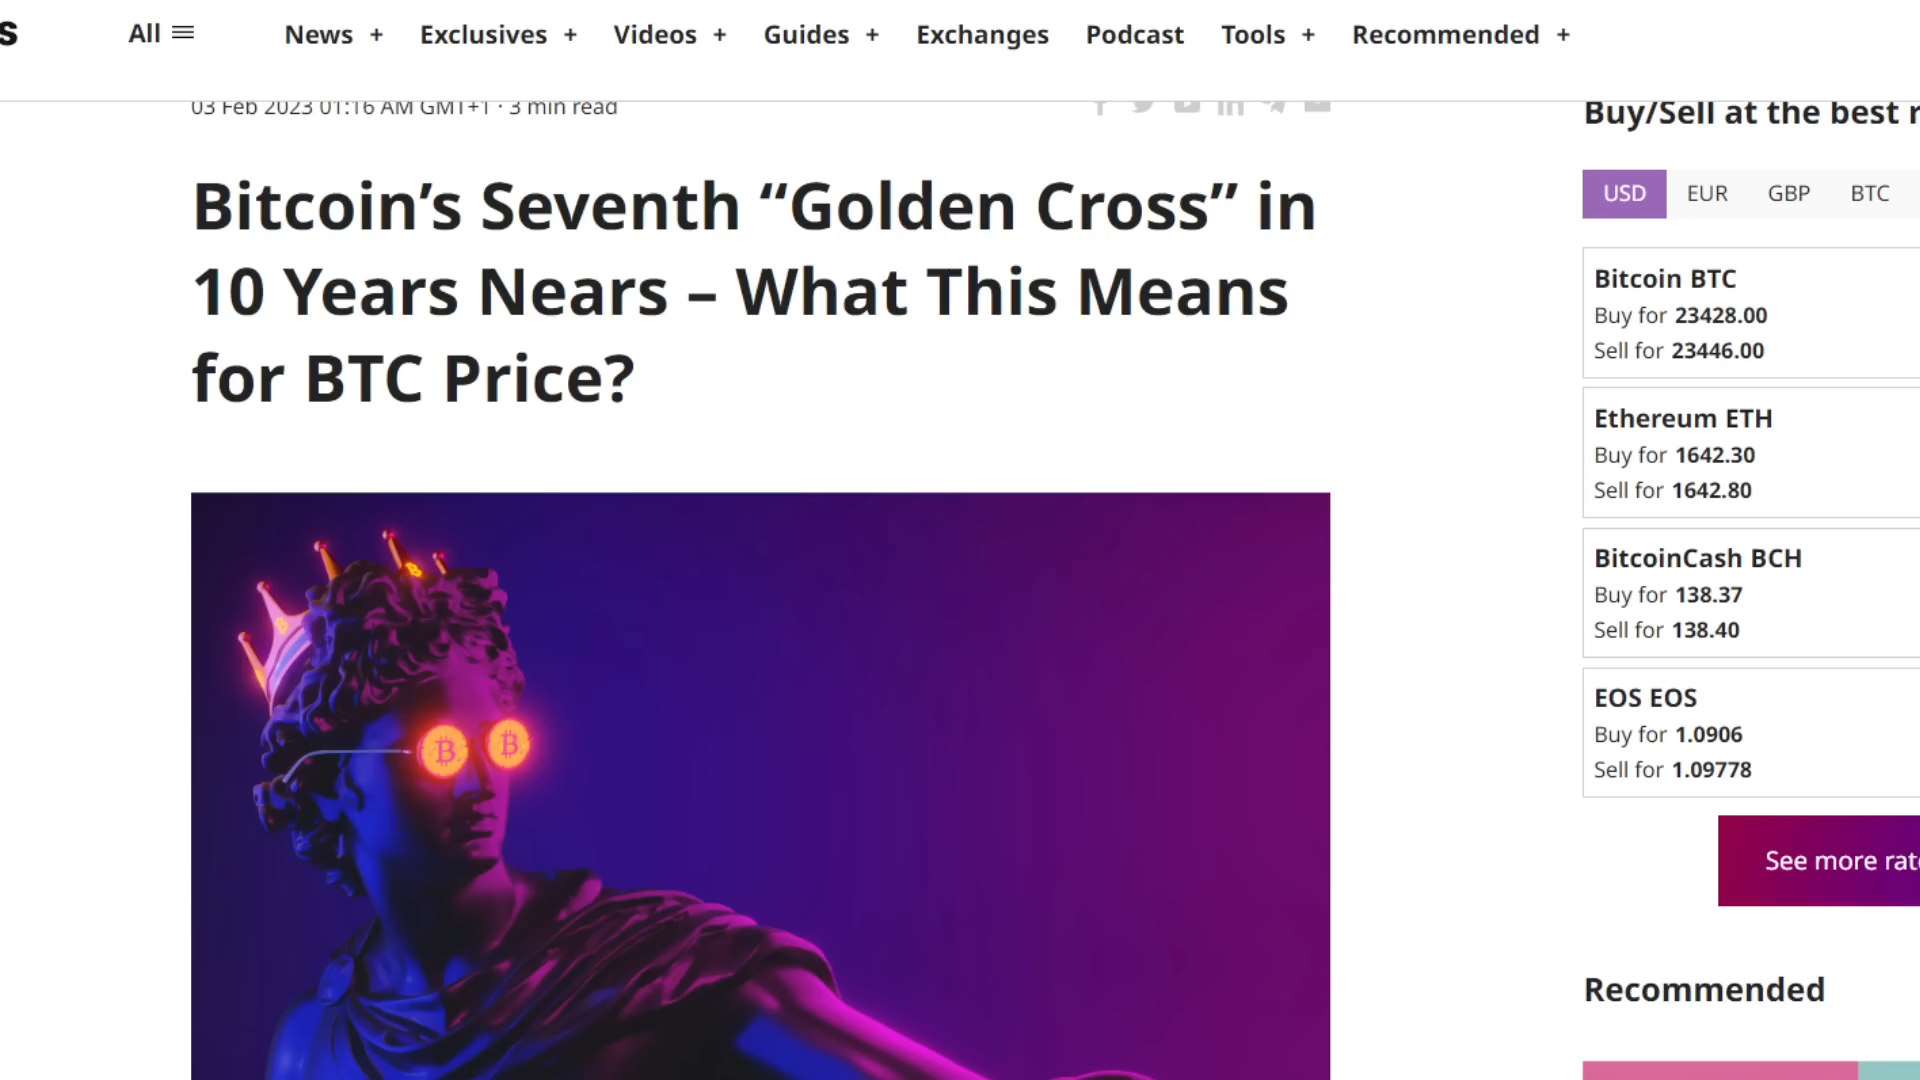 s
All
News + Exclusives + Videos + Guides + Exchanges Podcast Tools + Recommended +
03 Feb 2023 01:16 AM GMT+1 · 3 min read
Bitcoin’s Seventh “Golden Cross” in
10 Years Nears – What This Means
for BTC Price?
Buy/Sell at the best r
USD EUR GBP BTC
Bitcoin BTC
Buy for 23428.00
Sell for 23446.00
Ethereum ETH
Buy for 1642.30
Sell for 1642.80
BitcoinCash BCH
Buy for 138.37
Sell for 138.40
EOS EOS
Buy for 1.0906
Sell for 1.09778
See more rat
Recommended